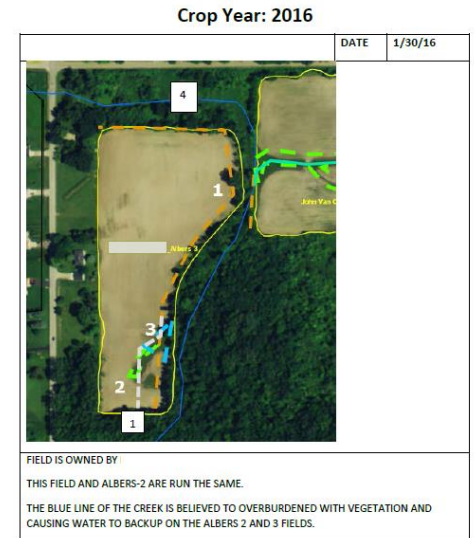 Crop Year: 2016
DATE 1/30/16
4
1
John Van
Albers 3
3
2
1
FIELD IS OWNED BY
THIS FIELD AND ALBERS-2 ARE RUN THE SAME.
THE BLUE LINE OF THE CREEK IS BELIEVED TO OVERBURDENED WITH VEGETATION AND
CAUSING WATER TO BACKUP ON THE ALBERS 2 AND 3 FIELDS.